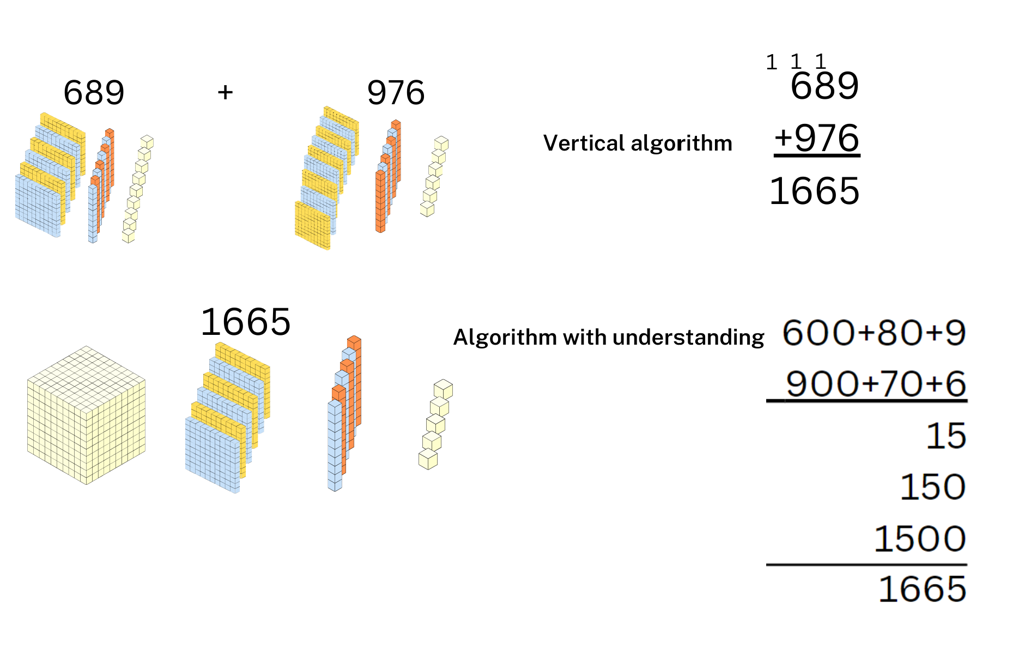 689 + 976
1665
Vertical algorithm
1 1 1
689
+976
1665
Algorithm with understanding
600+80+9
900+70+6
15
150
1500
1665